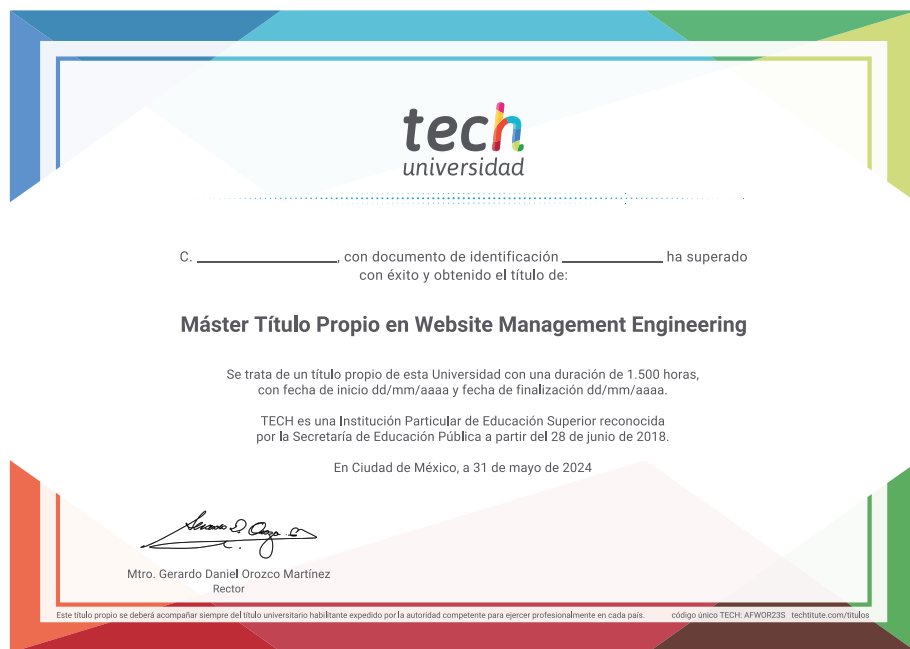 tech
universidad
C. ____________________, con documento de identificación ______________ ha superado
con éxito y obtenido el título de:
Máster Título Propio en Website Management Engineering
Se trata de un título propio de esta Universidad con una duración de 1.500 horas,
con fecha de inicio dd/mm/aaaa y fecha de finalización dd/mm/aaaa.
TECH es una Institución Particular de Educación Superior reconocida
por la Secretaría de Educación Pública a partir del 28 de junio de 2018.
En Ciudad de México, a 31 de mayo de 2024
Mtro. Gerardo Daniel Orozco Martínez
Rector
Este título propio se deberá acompañar siempre del título universitario habilitante expedido por la autoridad competente para ejercer profesionalmente en cada país. código único TECH: AFWOR23S techtitute.com/titulos